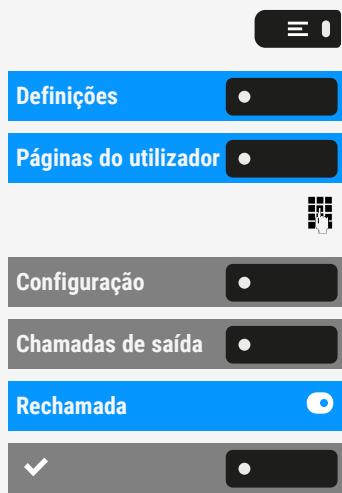 Definições
Páginas do utilizador
Configuração
Chamadas de saída
Rechamada